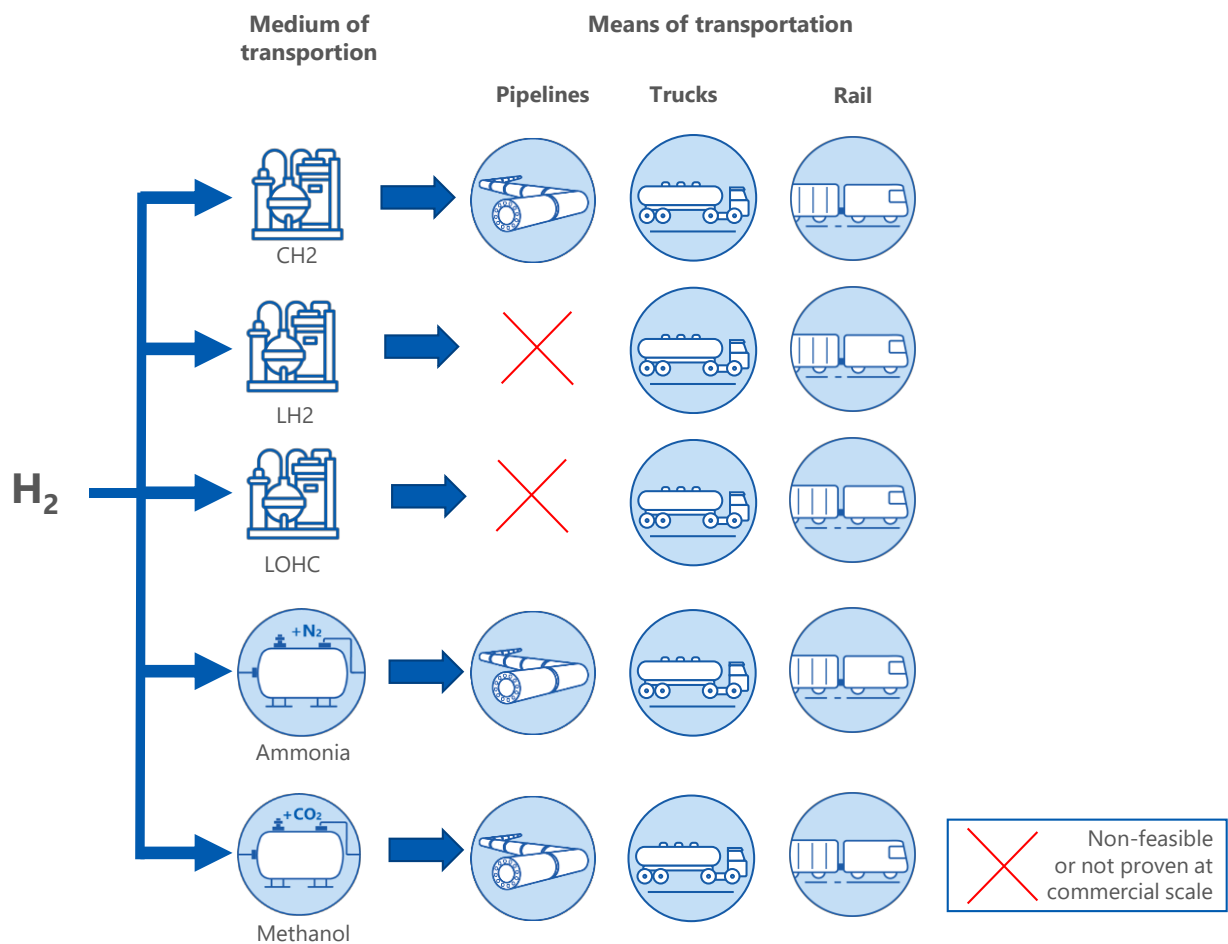 Medium of
transportion
Means of transportation
Pipelines
Trucks
Rail
CH2
LH2
H₂
LOHC
+N₂
Ammonia
+CO₂
Methanol
Non-feasible
or not proven at
commercial scale